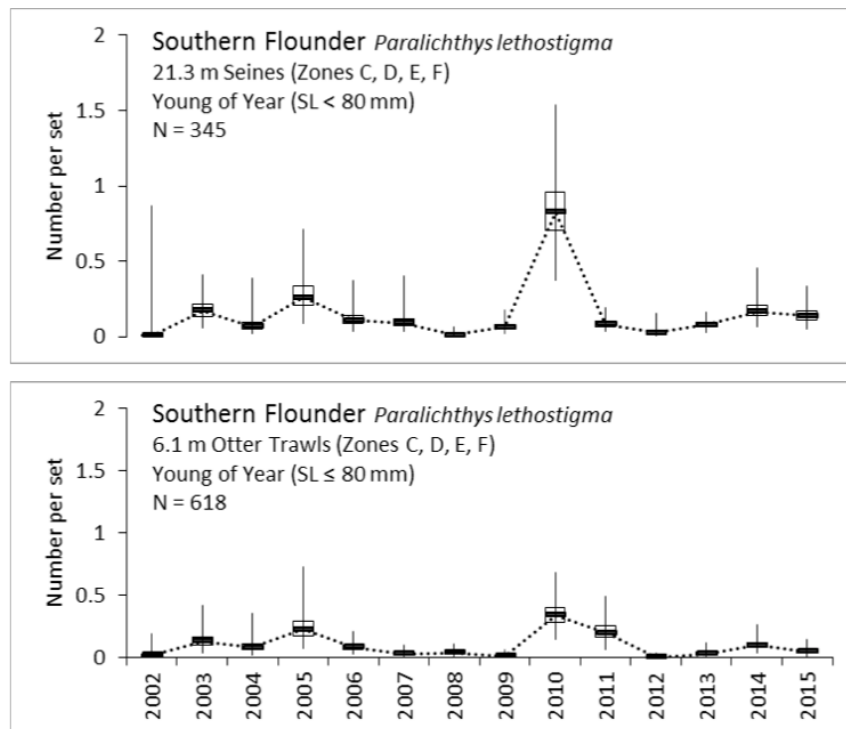 Southern Flounder Paralichthys lethostigma
21.3 m Seines (Zones C, D, E, F)
Young of Year (SL < 80 mm)
N = 345
Number per set
2
1.5
1
0.5
0
Southern Flounder Paralichthys lethostigma
6.1 m Otter Trawls (Zones C, D, E, F)
Young of Year (SL ≤ 80 mm)
N = 618
Number per set
2
1.5
1
0.5
0
2002
2003
2004
2005
2006
2007
2008
2009
2010
2011
2012
2013
2014
2015